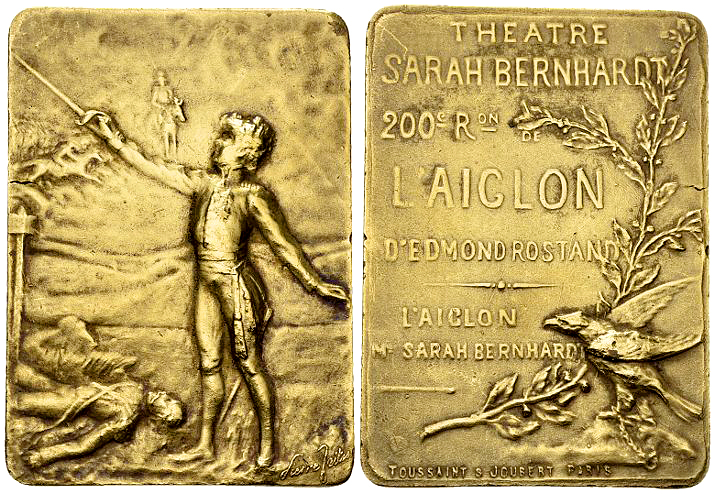 THEATRE
SARAH BERNHARDT
200e RON DE
L'AIGLON
D'EDMOND ROSTAND
L'AIGLON
Me SARAH BERNHARDT
TOUSSAINT & JOUBERT PARIS